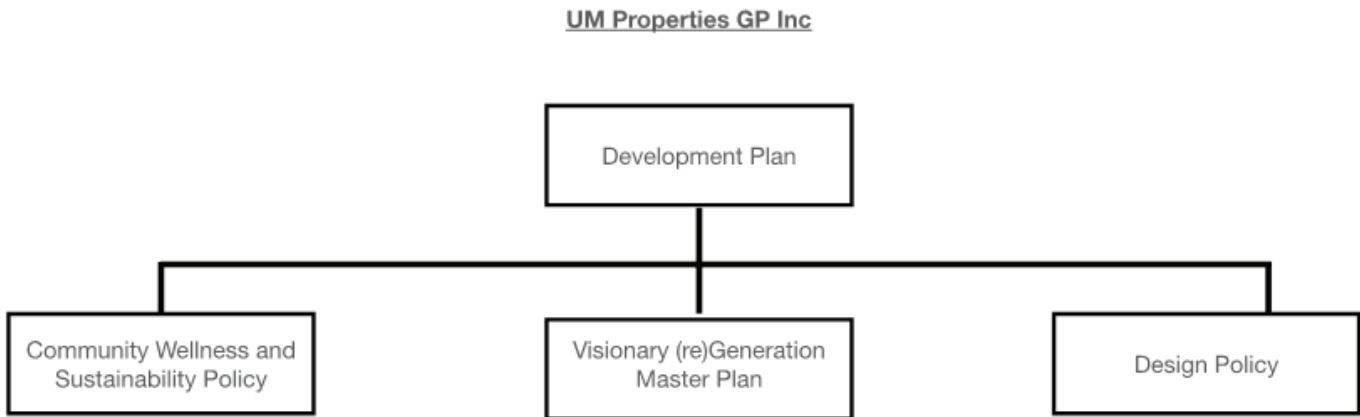 UM Properties GP Inc
Development Plan
Community Wellness and
Sustainability Policy
Visionary (re)Generation
Master Plan
Design Policy